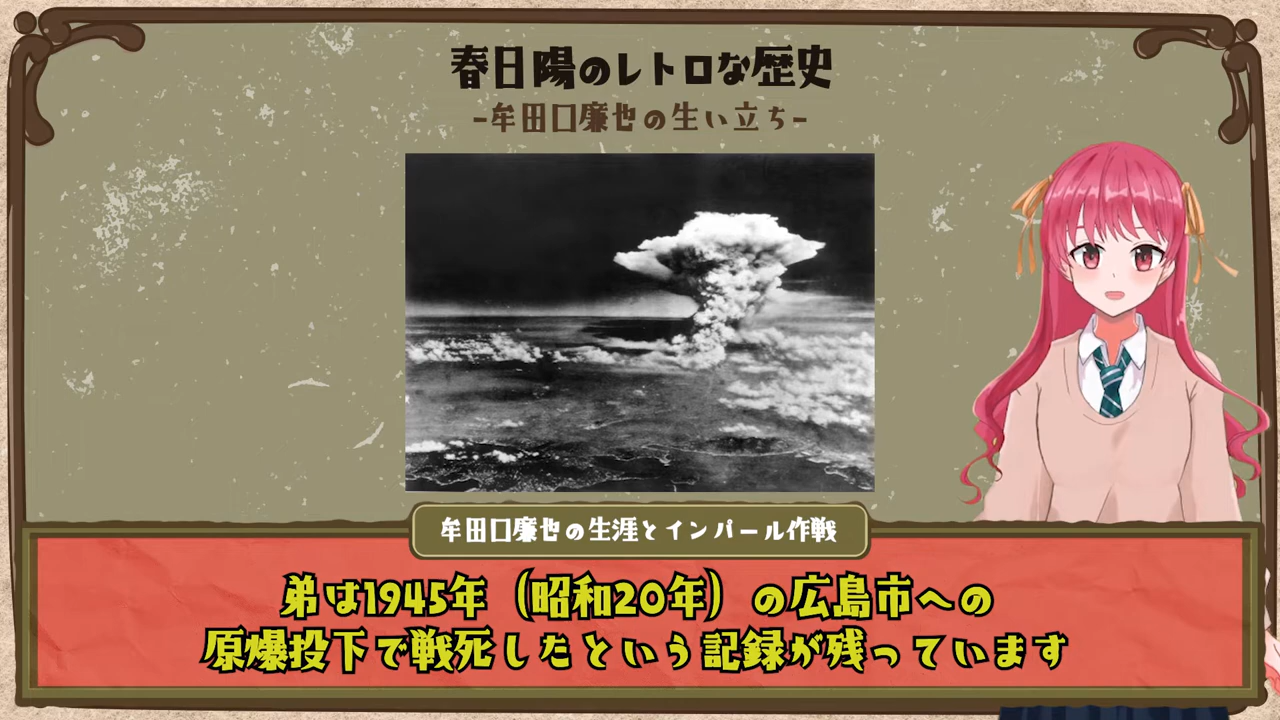 春日陽のレトロな歴史
-牟田口廉也の生い立ち-
牟田口廉也の生涯とインパール作戦
弟は1945年（昭和20年）の広島市への
原爆投下で戦死したという記録が残っています